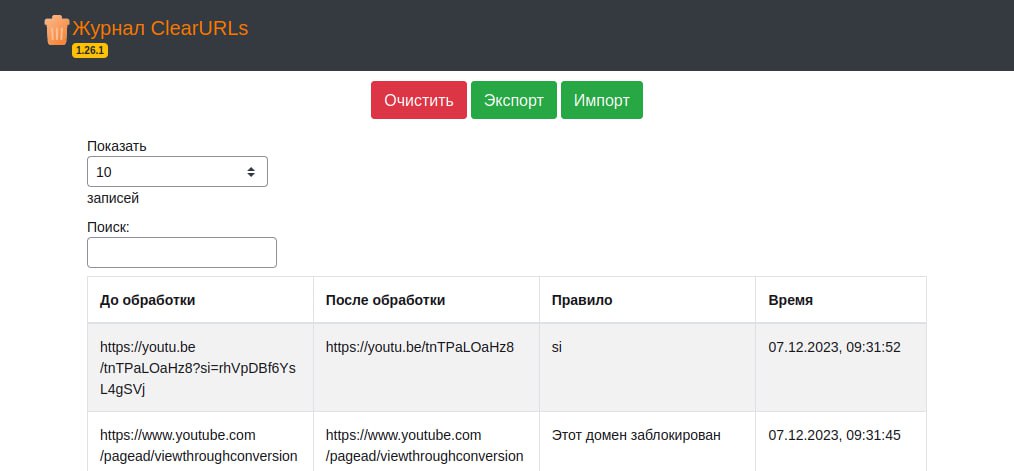 Журнал ClearURLs
1.26.1
Очистить Экспорт Импорт
Показать
10
записей
Поиск:
До обработки После обработки Правило Время
https://youtu.be https://youtu.be/tnTPaLOaHz8 si 07.12.2023, 09:31:52
/tnTPaLOaHz8?si=rhVpDBf6Ys
L4gSVj
https://www.youtube.com https://www.youtube.com Этот домен заблокирован 07.12.2023, 09:31:45
/pagead/viewthroughconversion /pagead/viewthroughconversion